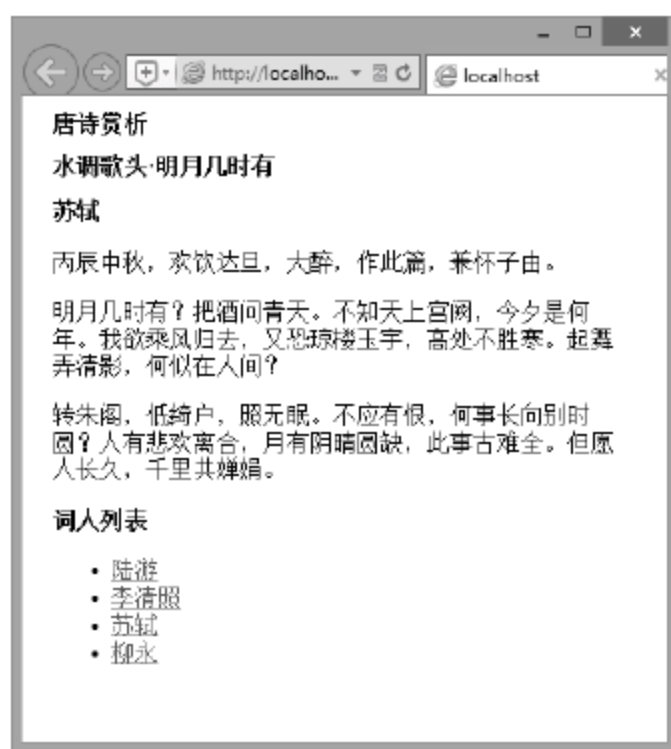 http://localho...
localhost
唐诗赏析
水调歌头·明月几时有
苏轼
丙辰中秋，欢饮达旦，大醉，作此篇，兼怀子由。
明月几时有？把酒问青天。不知天上宫阙，今夕是何
年。我欲乘风归去，又恐琼楼玉宇，高处不胜寒。起舞
弄清影，何似在人间？
转朱阁，低绮户，照无眠。不应有恨，何事长向别时
圆？人有悲欢离合，月有阴晴圆缺，此事古难全。但愿
人长久，千里共婵娟。
词人列表
• 陆游
• 李清照
• 苏轼
• 柳永